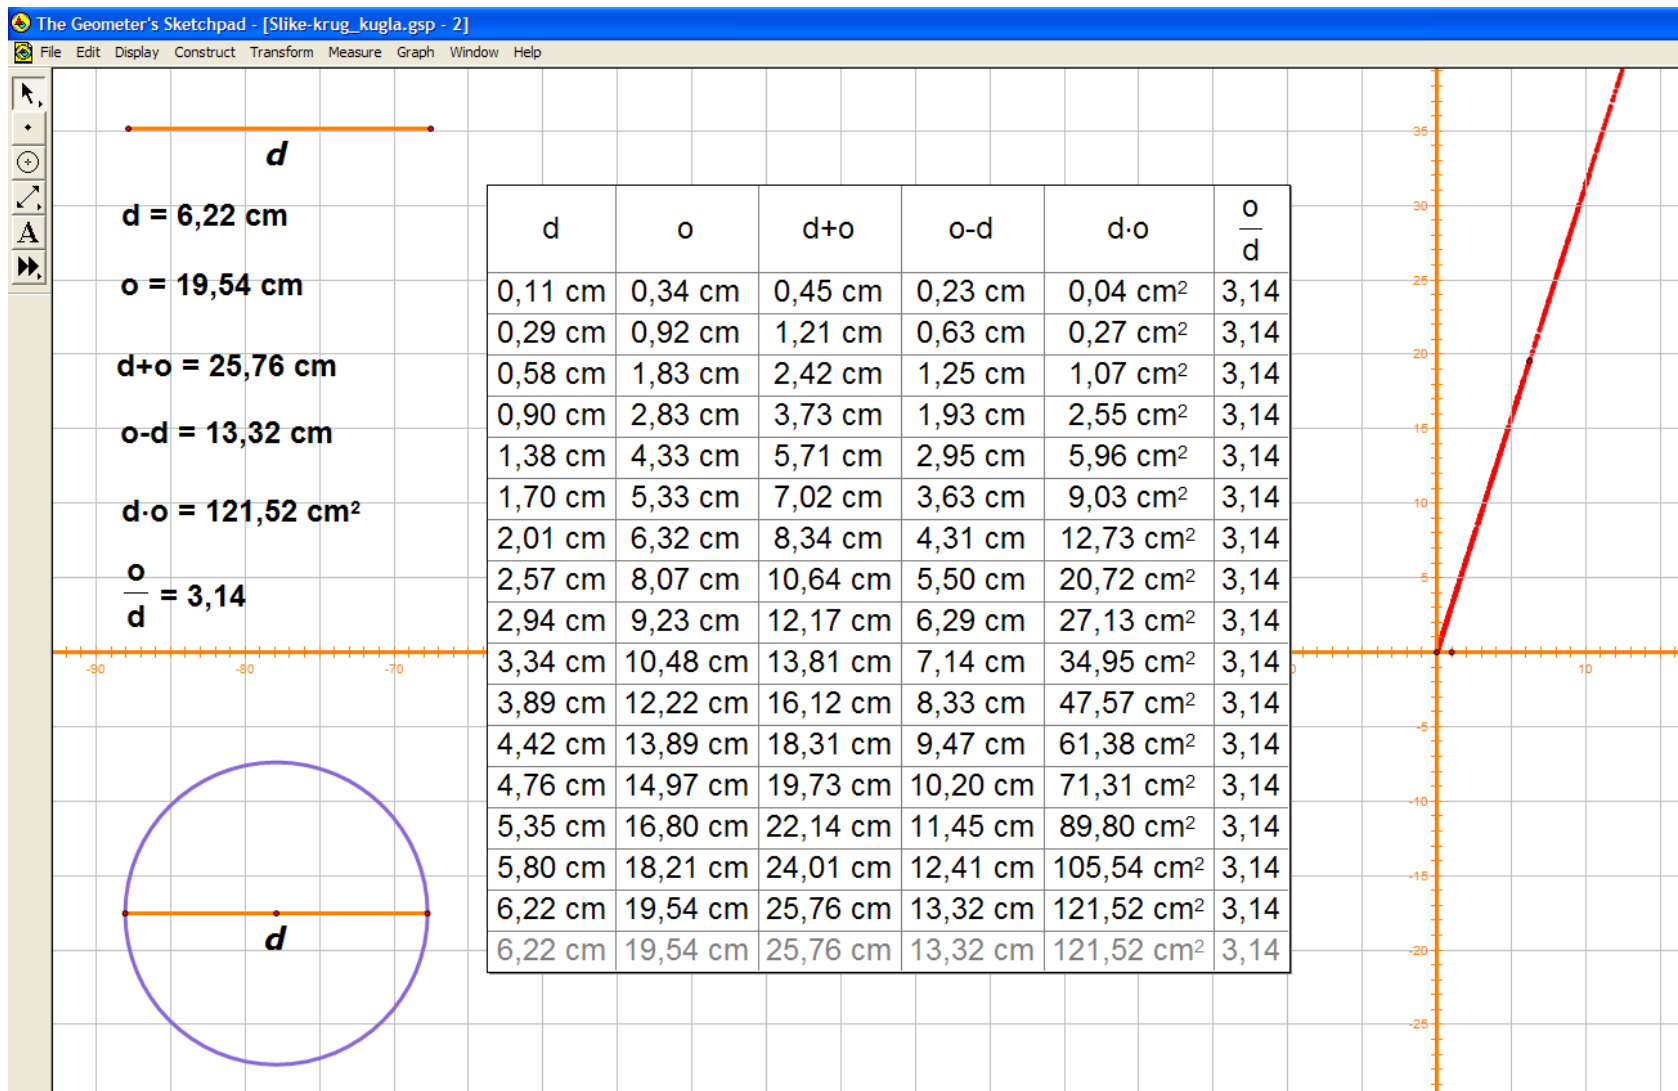 The Geometer's Sketchpad - [Slike-krug_kugla.gsp - 2]
File Edit Display Construct Transform Measure Graph Window Help
A
d
d = 6,22 cm
o = 19,54 cm
d+o = 25,76 cm
o-d = 13,32 cm
d·o = 121,52 cm²
o
d
= 3,14
d
d o d+o o-d d·o o/d
0,11 cm 0,34 cm 0,45 cm 0,23 cm 0,04 cm² 3,14
0,29 cm 0,92 cm 1,21 cm 0,63 cm 0,27 cm² 3,14
0,58 cm 1,83 cm 2,42 cm 1,25 cm 1,07 cm² 3,14
0,90 cm 2,83 cm 3,73 cm 1,93 cm 2,55 cm² 3,14
1,38 cm 4,33 cm 5,71 cm 2,95 cm 5,96 cm² 3,14
1,70 cm 5,33 cm 7,02 cm 3,63 cm 9,03 cm² 3,14
2,01 cm 6,32 cm 8,34 cm 4,31 cm 12,73 cm² 3,14
2,57 cm 8,07 cm 10,64 cm 5,50 cm 20,72 cm² 3,14
2,94 cm 9,23 cm 12,17 cm 6,29 cm 27,13 cm² 3,14
3,34 cm 10,48 cm 13,81 cm 7,14 cm 34,95 cm² 3,14
3,89 cm 12,22 cm 16,12 cm 8,33 cm 47,57 cm² 3,14
4,42 cm 13,89 cm 18,31 cm 9,47 cm 61,38 cm² 3,14
4,76 cm 14,97 cm 19,73 cm 10,20 cm 71,31 cm² 3,14
5,35 cm 16,80 cm 22,14 cm 11,45 cm 89,80 cm² 3,14
5,80 cm 18,21 cm 24,01 cm 12,41 cm 105,54 cm² 3,14
6,22 cm 19,54 cm 25,76 cm 13,32 cm 121,52 cm² 3,14
6,22 cm 19,54 cm 25,76 cm 13,32 cm 121,52 cm² 3,14
35
30
25
20
15
10
5
-90 -80 -70 10
-5
-10
-15
-20
-25